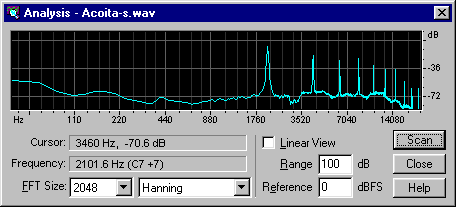 Analysis - Acoita-s.wav
dB
-36
-72
Hz 110 220 440 880 1760 3520 7040 14080
Cursor: 3460 Hz, -70.6 dB
Frequency: 2101.6 Hz (C7 +7)
FFT Size: 2048 Hanning
Linear View
Range 100 dB
Reference 0 dBFS
Scan
Close
Help